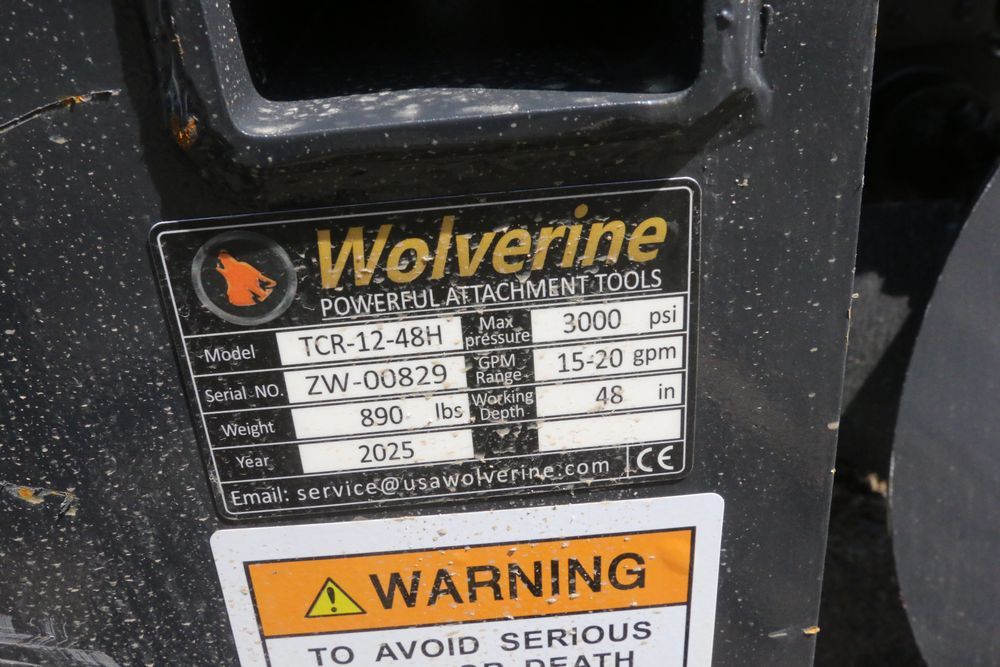 Wolverine
POWERFUL ATTACHMENT TOOLS
Model TCR-12-48H Max pressure 3000 psi
Serial NO. ZW-00829 GPM Range 15-20 gpm
Weight 890 lbs Working Depth 48 in
Year 2025
Email: service@usawolverine.com CE
WARNING
TO AVOID SERiOUS
OR DEATH